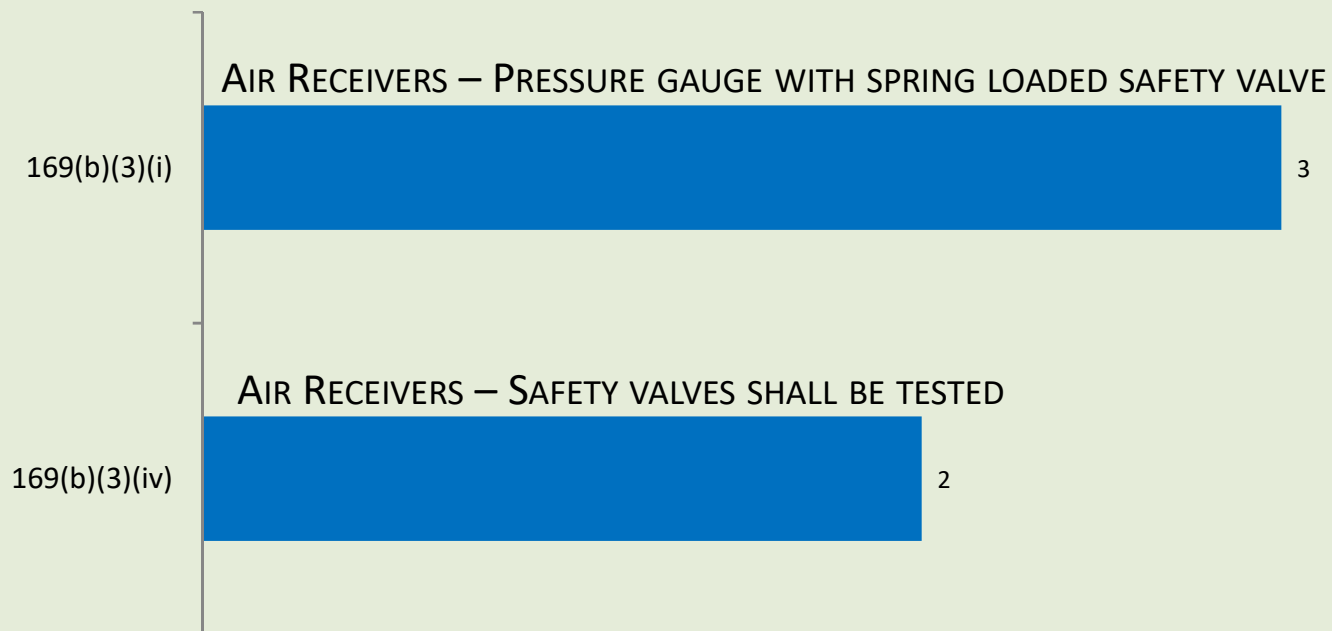 AIR RECEIVERS – PRESSURE GAUGE WITH SPRING LOADED SAFETY VALVE
169(b)(3)(i)
3
AIR RECEIVERS – SAFETY VALVES SHALL BE TESTED
169(b)(3)(iv)
2